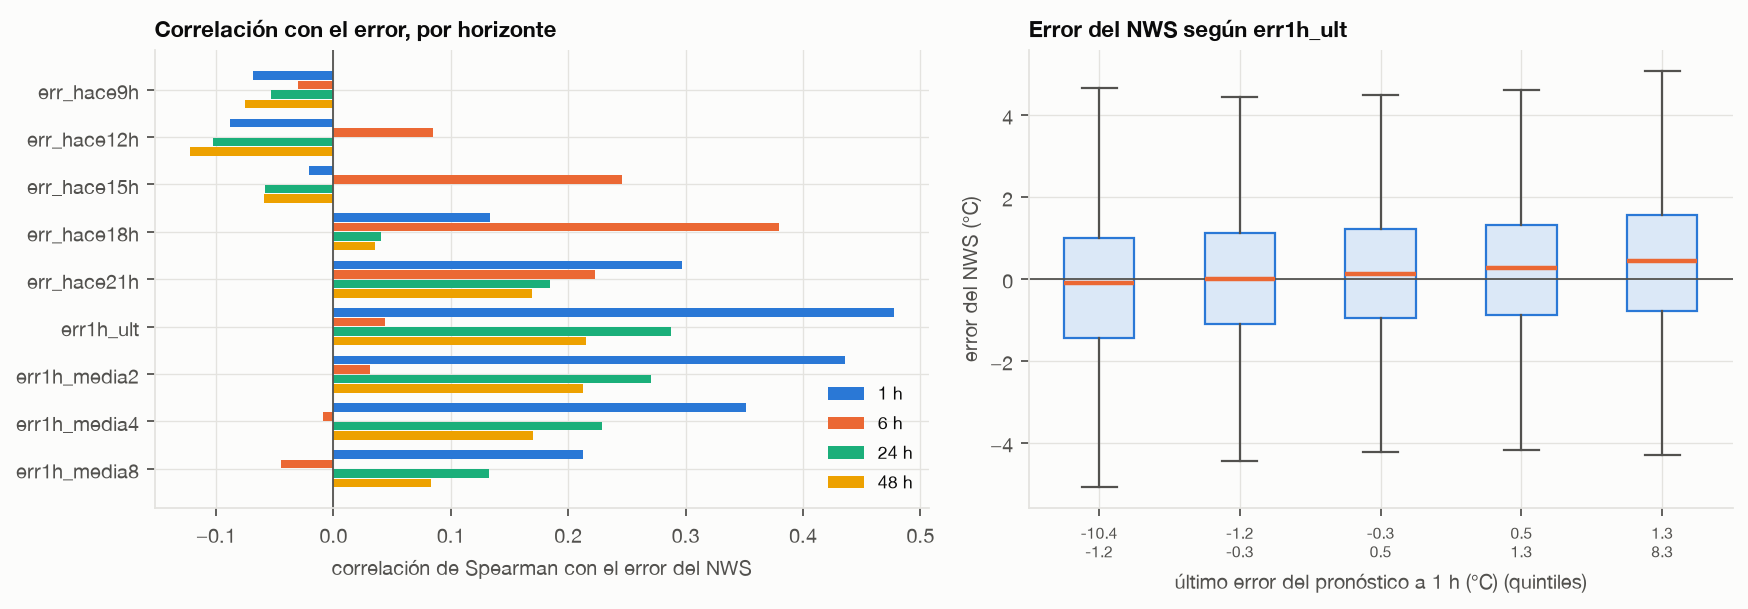 Correlación con el error, por horizonte
err_hace9h
err_hace12h
err_hace15h
err_hace18h
err_hace21h
err1h_ult
err1h_media2
err1h_media4
err1h_media8
1 h
6 h
24 h
48 h
−0.1 0.0 0.1 0.2 0.3 0.4 0.5
correlación de Spearman con el error del NWS
Error del NWS según err1h_ult
error del NWS (°C)
4
2
0
−2
−4
-10.4 -1.2 -0.3 0.5 1.3
-1.2 -0.3 0.5 1.3 8.3
último error del pronóstico a 1 h (°C) (quintiles)